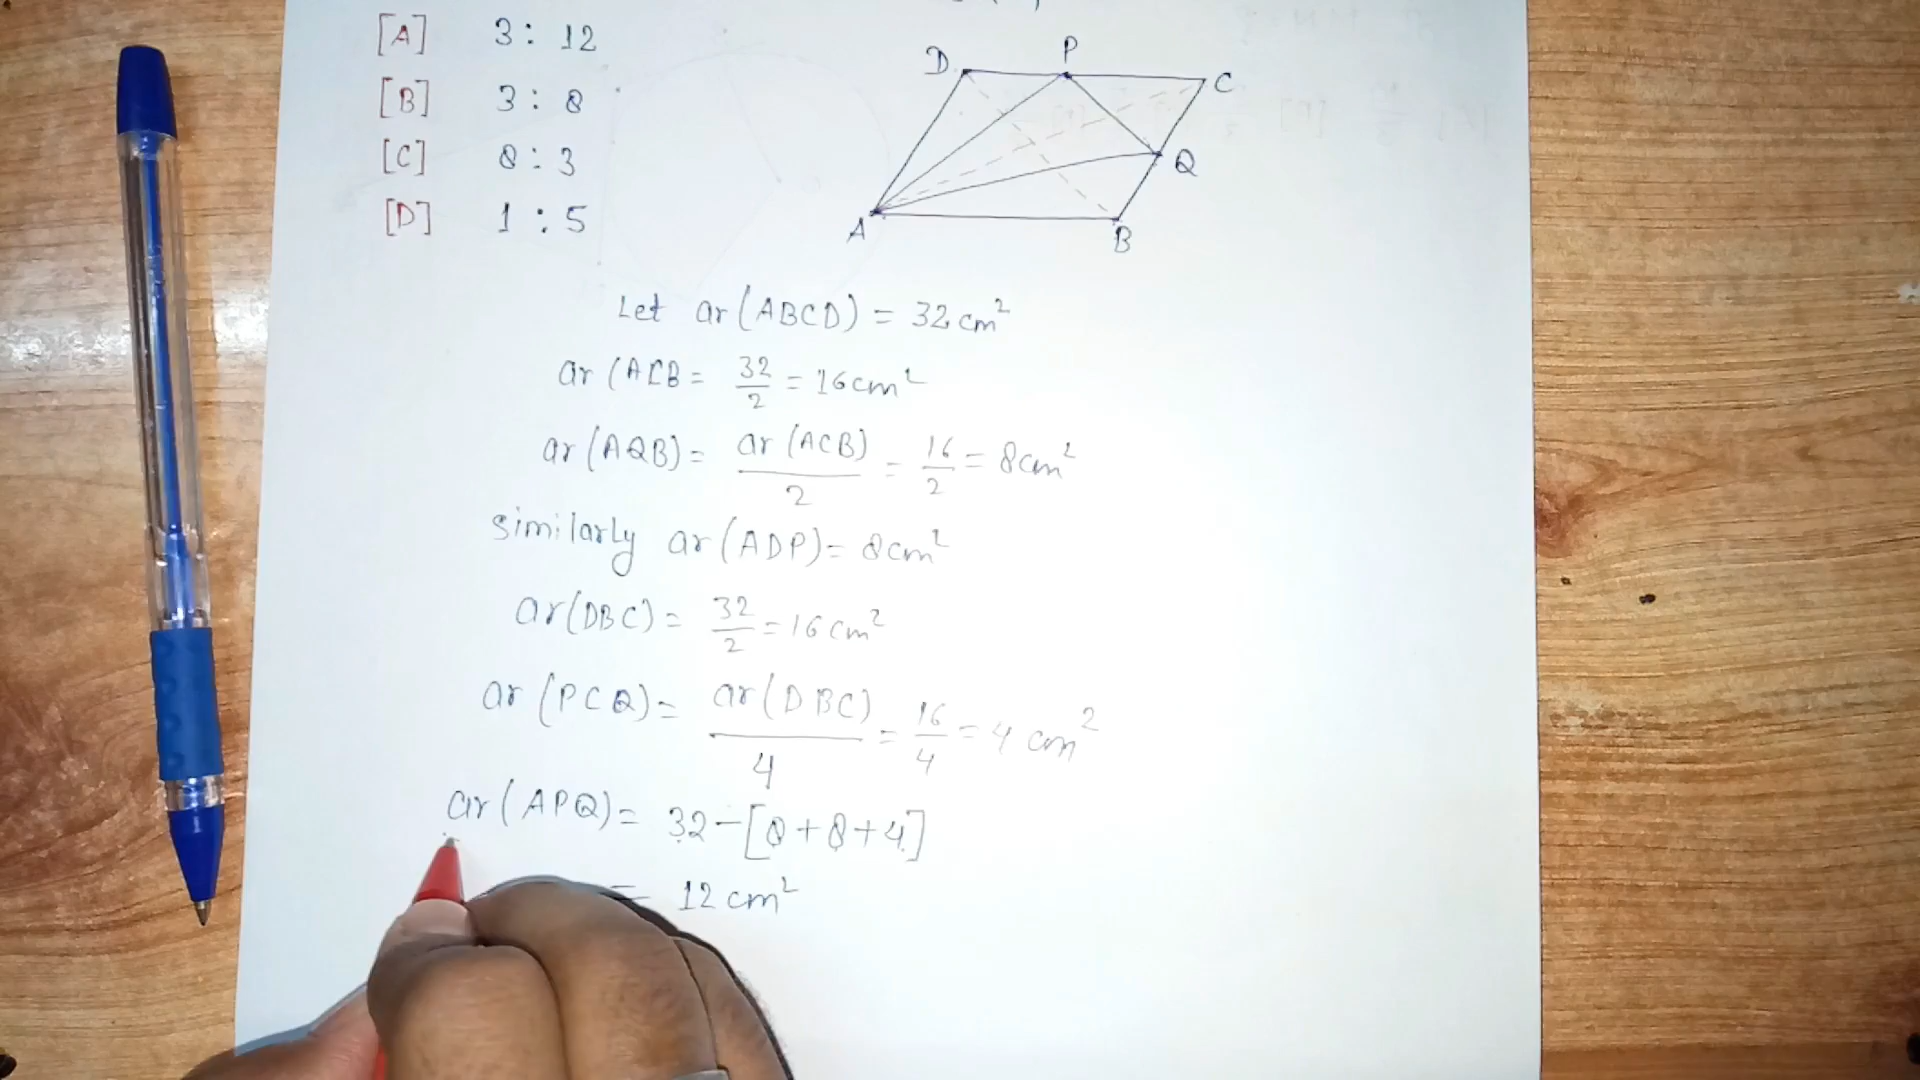 [A] 3 : 12
[B] 3 : 8
[C] 8 : 3
[D] 1 : 5
D P C
Q
A B
Let ar (ABCD) = 32 cm²
ar (ACB = 32/2 = 16 cm²
ar (AQB) = ar (ACB)/2 = 16/2 = 8 cm²
similarly ar (ADP) = 8 cm²
ar (DBC) = 32/2 = 16 cm²
ar (PCQ) = ar (DBC)/4 = 16/4 = 4 cm²
ar (APQ) = 32 - [8 + 8 + 4]
= 12 cm²